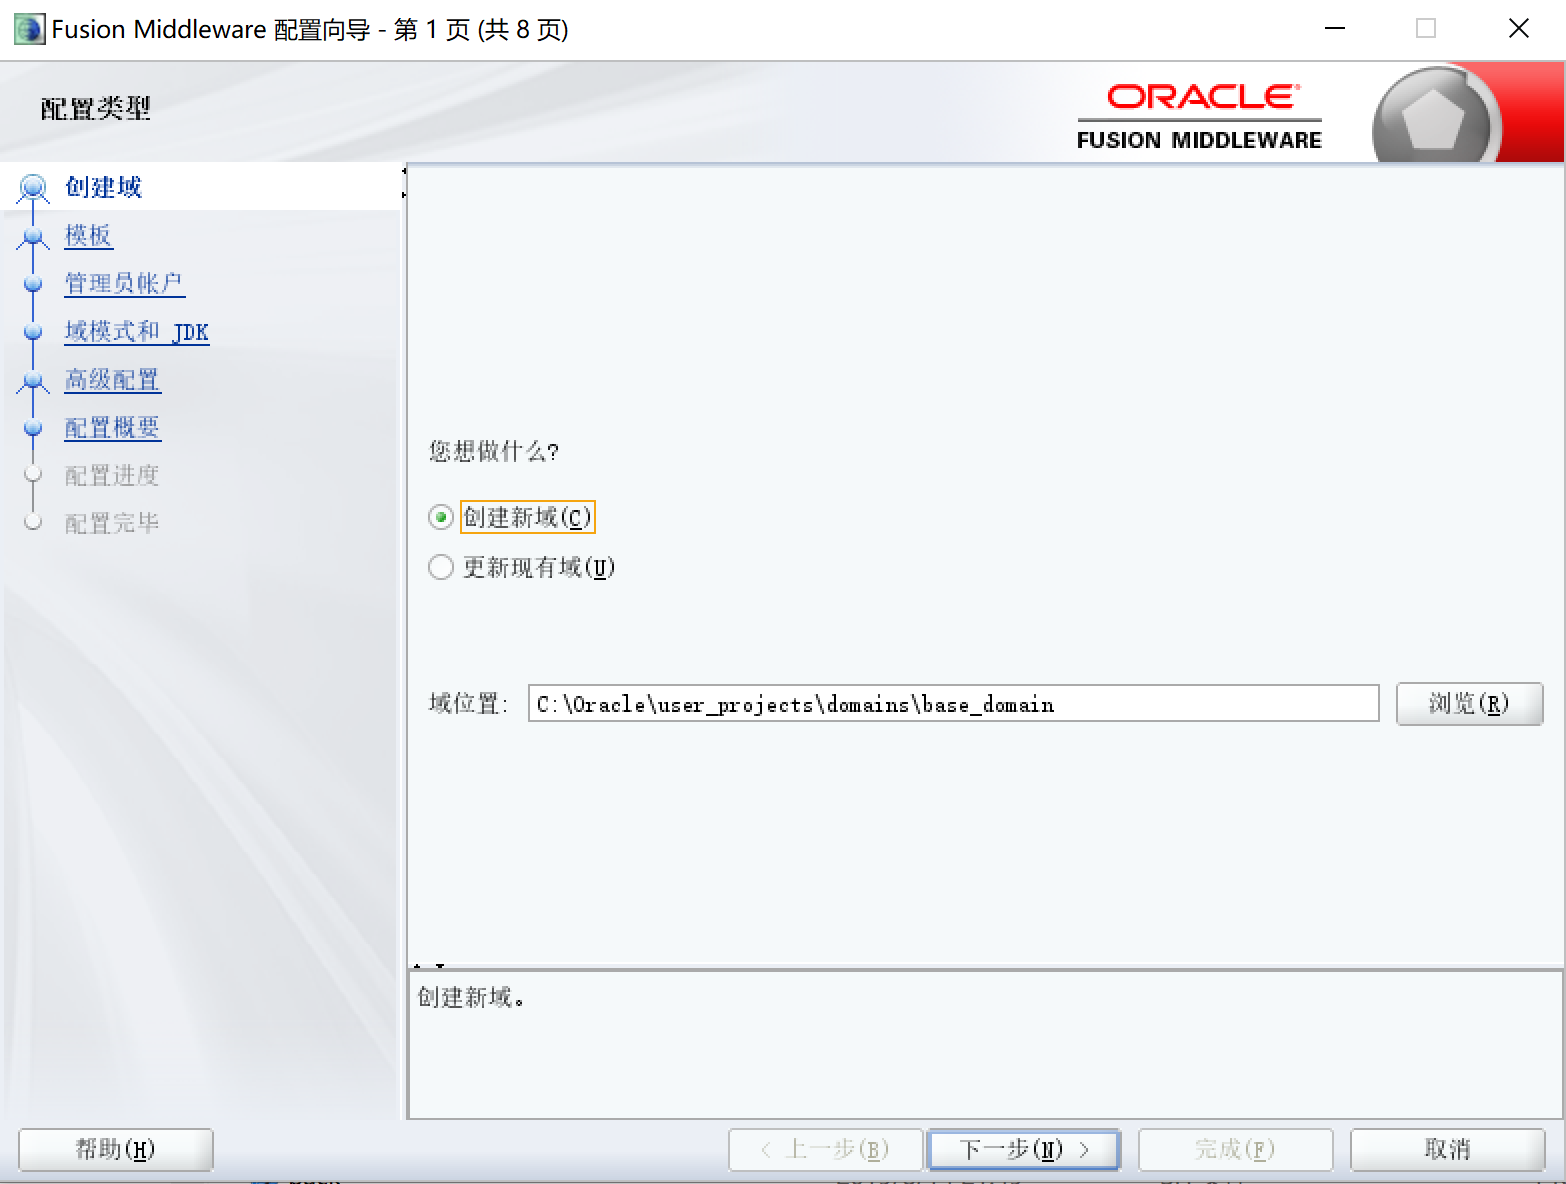 Fusion Middleware 配置向导 - 第 1 页 (共 8 页)
配置类型
ORACLE
FUSION MIDDLEWARE
创建域
模板
管理员帐户
域模式和 JDK
高级配置
配置概要
配置进度
配置完毕
您想做什么?
创建新域(C)
更新现有域(U)
域位置: C:\Oracle\user_projects\domains\base_domain 浏览(R)
创建新域。
帮助(H) < 上一步(B) 下一步(N) > 完成(F) 取消